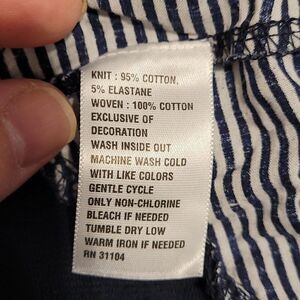 KNIT : 95% COTTON,
5% ELASTANE
WOVEN : 100% COTTON
EXCLUSIVE OF
DECORATION
WASH INSIDE OUT
MACHINE WASH COLD
WITH LIKE COLORS
GENTLE CYCLE
ONLY NON-CHLORINE
BLEACH IF NEEDED
TUMBLE DRY LOW
WARM IRON IF NEEDED
RN 31104